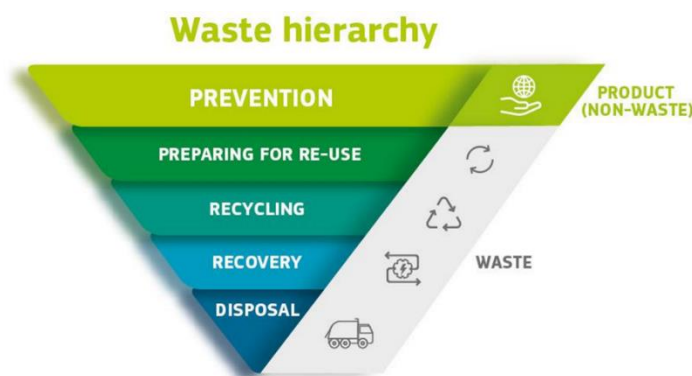 Waste hierarchy
PREVENTION
PRODUCT
(NON-WASTE)
PREPARING FOR RE-USE
RECYCLING
RECOVERY
WASTE
DISPOSAL